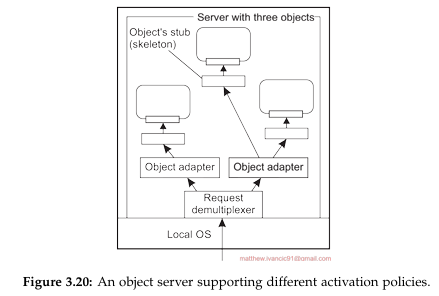 Server with three objects
Object's stub
(skeleton)
Object adapter
Object adapter
Request
demultiplexer
Local OS
matthew.ivancic91@gmail.com
Figure 3.20: An object server supporting different activation policies.